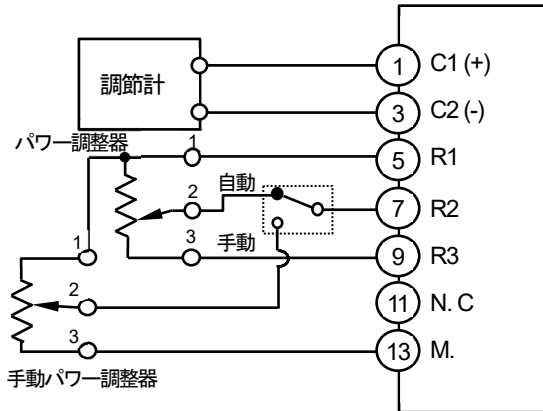 調節計
1 C1 (+)
3 C2 (-)
パワー調整器
1
5 R1
自動
2
7 R2
手動
3
9 R3
1
2
11 N. C
3
13 M.
手動パワー調整器